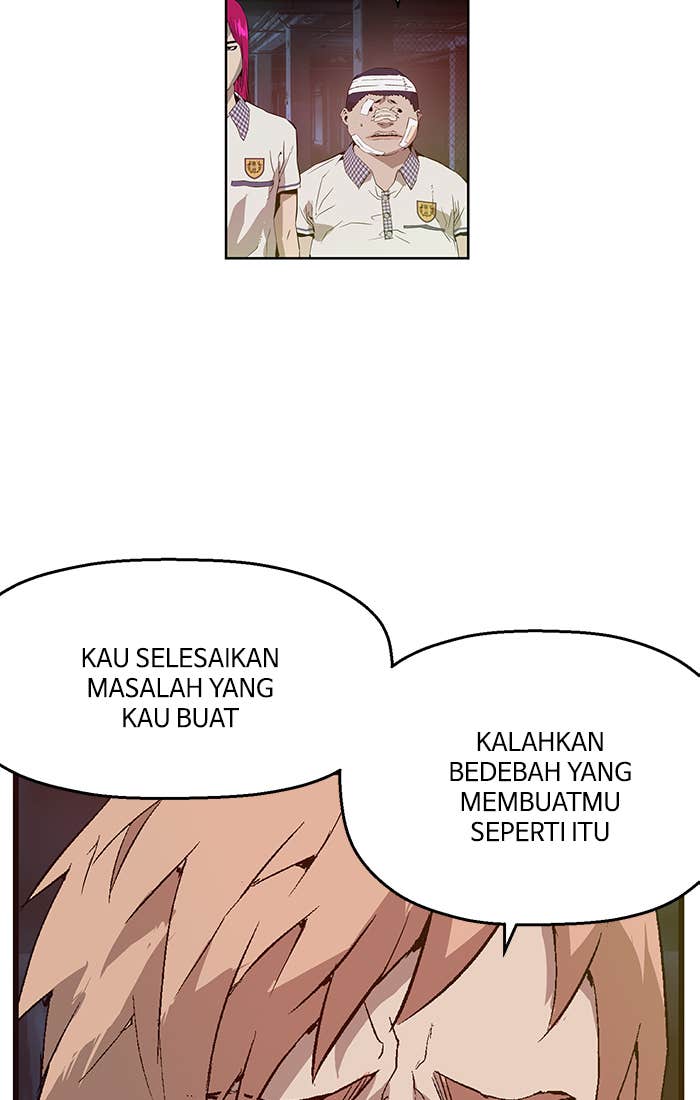 KAU SELESAIKAN
MASALAH YANG
KAU BUAT
KALAHKAN
BEDEBAH YANG
MEMBUATMU
SEPERTI ITU